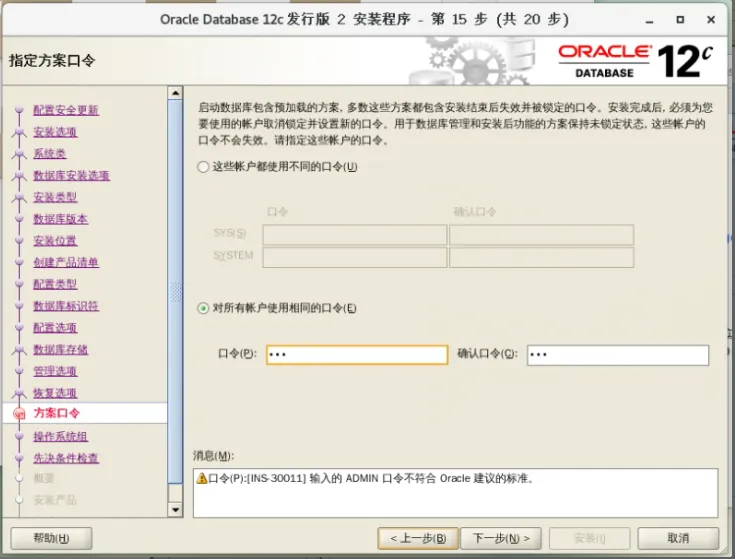 Oracle Database 12c 发行版 2 安装程序 - 第 15 步 (共 20 步)
指定方案口令
ORACLE
DATABASE
12c
配置安全更新
安装选项
系统类
数据库安装选项
安装类型
数据库版本
安装位置
创建产品清单
配置类型
数据库标识符
配置选项
数据库存储
管理选项
恢复选项
方案口令
操作系统组
先决条件检查
概要
安装产品
启动数据库包含预加载的方案, 多数这些方案都包含安装结束后失效并被锁定的口令。安装完成后, 必须为您
要使用的帐户取消锁定并设置新的口令。用于数据库管理和安装后功能的方案保持未锁定状态, 这些帐户的
口令不会失效。请指定这些帐户的口令。
这些帐户都使用不同的口令(U)
口令 确认口令
SYS(S)
SYSTEM
对所有帐户使用相同的口令(E)
口令(P): 确认口令(C):
消息(M):
口令(P):[INS-30011] 输入的 ADMIN 口令不符合 Oracle 建议的标准。
帮助(H) < 上一步(B) 下一步(N) > 安装(I) 取消